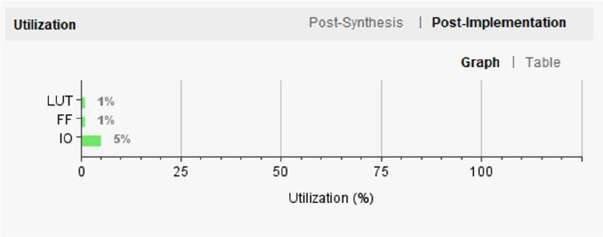 Utilization Post-Synthesis | Post-Implementation
Graph | Table
LUT 1%
FF 1%
IO 5%
0 25 50 75 100
Utilization (%)